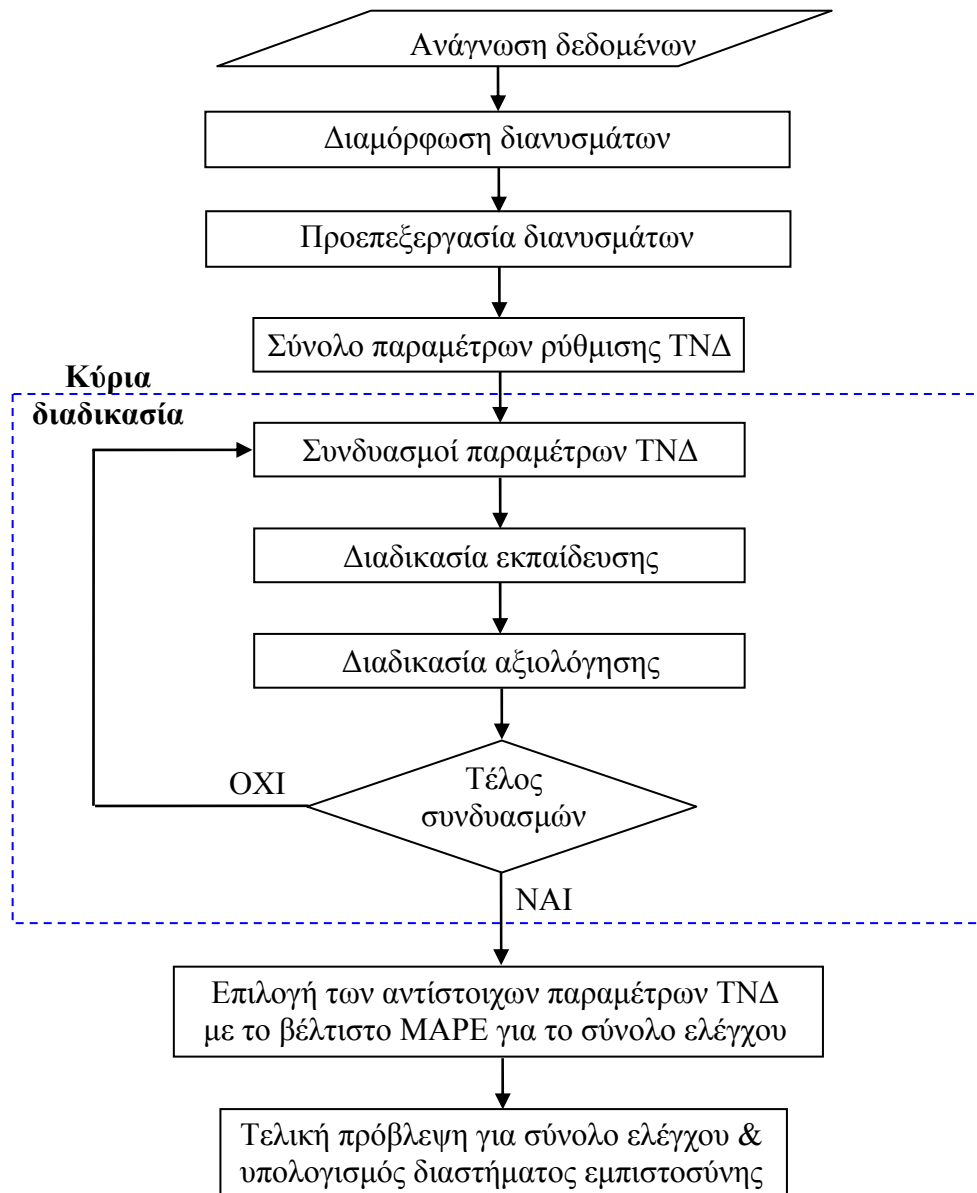 Ανάγνωση δεδομένων
Διαμόρφωση διανυσμάτων
Προεπεξεργασία διανυσμάτων
Σύνολο παραμέτρων ρύθμισης ΤΝΔ
Κύρια
διαδικασία
Συνδυασμοί παραμέτρων ΤΝΔ
Διαδικασία εκπαίδευσης
Διαδικασία αξιολόγησης
Τέλος
συνδυασμών
ΟΧΙ
ΝΑΙ
Επιλογή των αντίστοιχων παραμέτρων ΤΝΔ
με το βέλτιστο MAPE για το σύνολο ελέγχου
Τελική πρόβλεψη για σύνολο ελέγχου &
υπολογισμός διαστήματος εμπιστοσύνης